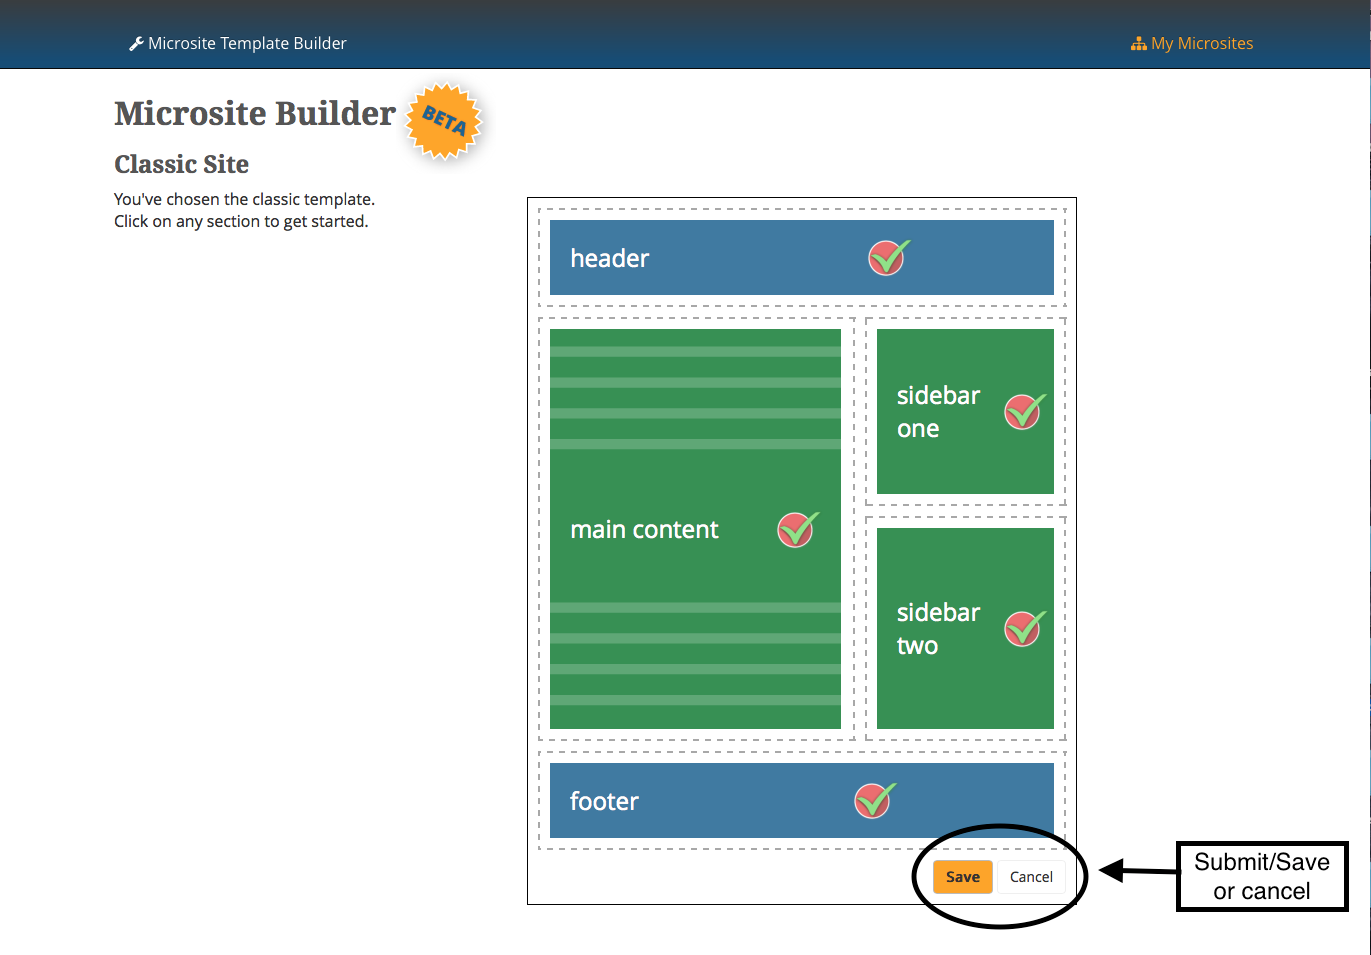 Microsite Template Builder
My Microsites
Microsite Builder
BETA
Classic Site
You've chosen the classic template.
Click on any section to get started.
header
main content
sidebar
one
sidebar
two
footer
Save
Cancel
Submit/Save
or cancel